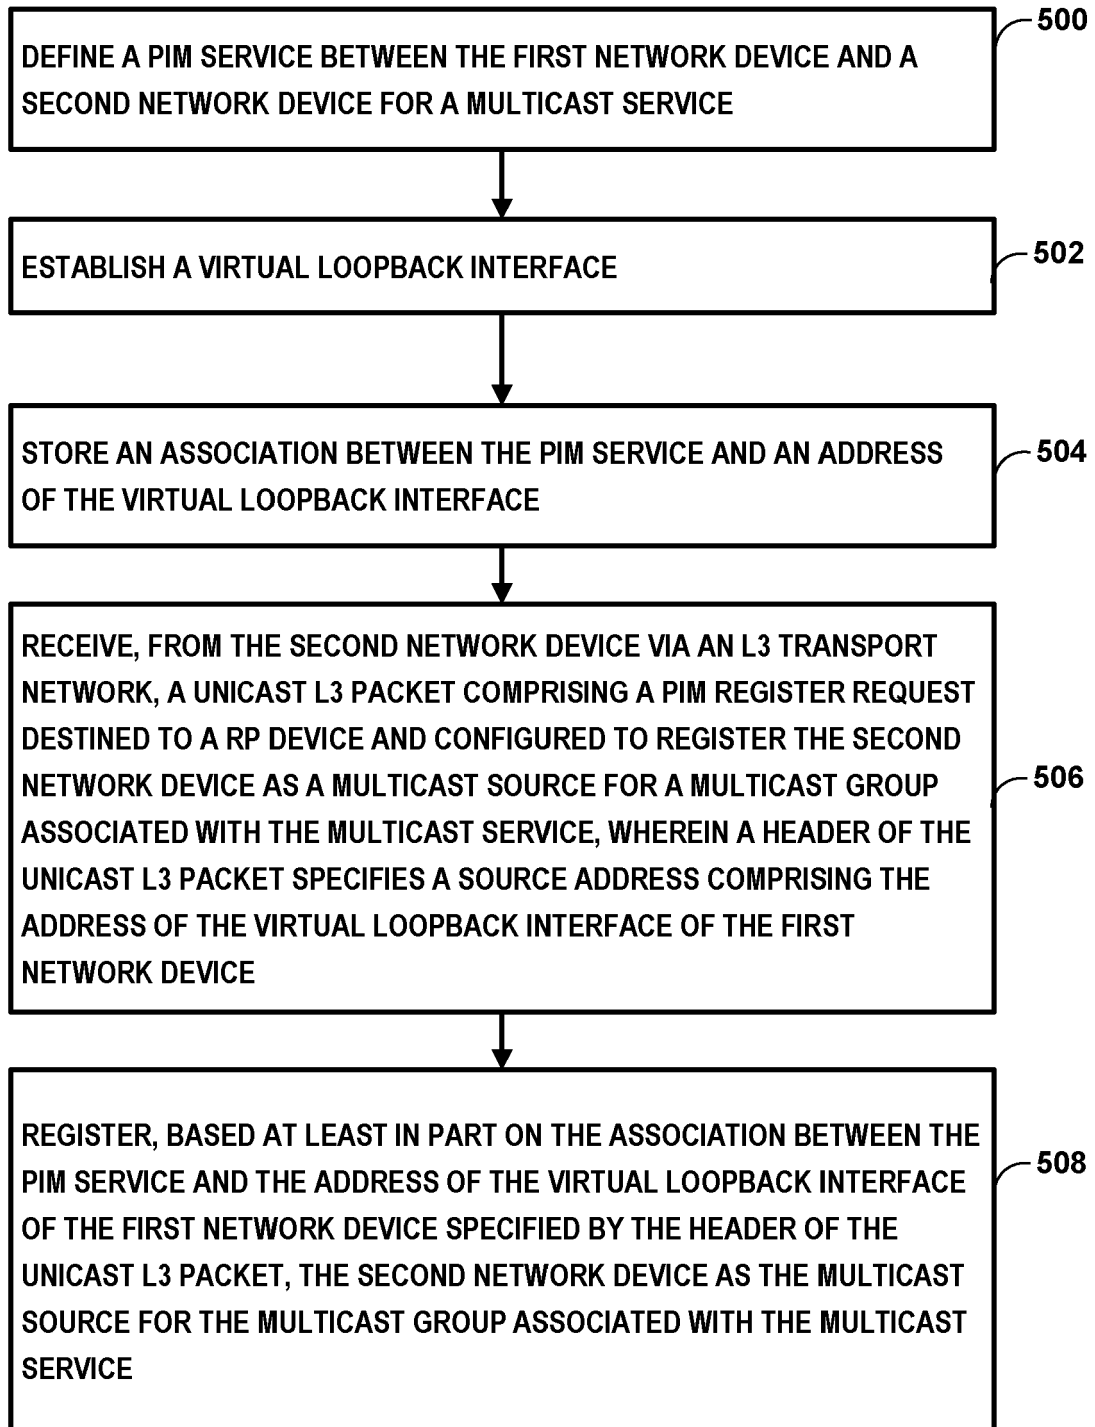 500
DEFINE A PIM SERVICE BETWEEN THE FIRST NETWORK DEVICE AND A
SECOND NETWORK DEVICE FOR A MULTICAST SERVICE
502
ESTABLISH A VIRTUAL LOOPBACK INTERFACE
504
STORE AN ASSOCIATION BETWEEN THE PIM SERVICE AND AN ADDRESS
OF THE VIRTUAL LOOPBACK INTERFACE
RECEIVE, FROM THE SECOND NETWORK DEVICE VIA AN L3 TRANSPORT
NETWORK, A UNICAST L3 PACKET COMPRISING A PIM REGISTER REQUEST
DESTINED TO A RP DEVICE AND CONFIGURED TO REGISTER THE SECOND
NETWORK DEVICE AS A MULTICAST SOURCE FOR A MULTICAST GROUP
506
ASSOCIATED WITH THE MULTICAST SERVICE, WHEREIN A HEADER OF THE
UNICAST L3 PACKET SPECIFIES A SOURCE ADDRESS COMPRISING THE
ADDRESS OF THE VIRTUAL LOOPBACK INTERFACE OF THE FIRST
NETWORK DEVICE
REGISTER, BASED AT LEAST IN PART ON THE ASSOCIATION BETWEEN THE
508
PIM SERVICE AND THE ADDRESS OF THE VIRTUAL LOOPBACK INTERFACE
OF THE FIRST NETWORK DEVICE SPECIFIED BY THE HEADER OF THE
UNICAST L3 PACKET, THE SECOND NETWORK DEVICE AS THE MULTICAST
SOURCE FOR THE MULTICAST GROUP ASSOCIATED WITH THE MULTICAST
SERVICE